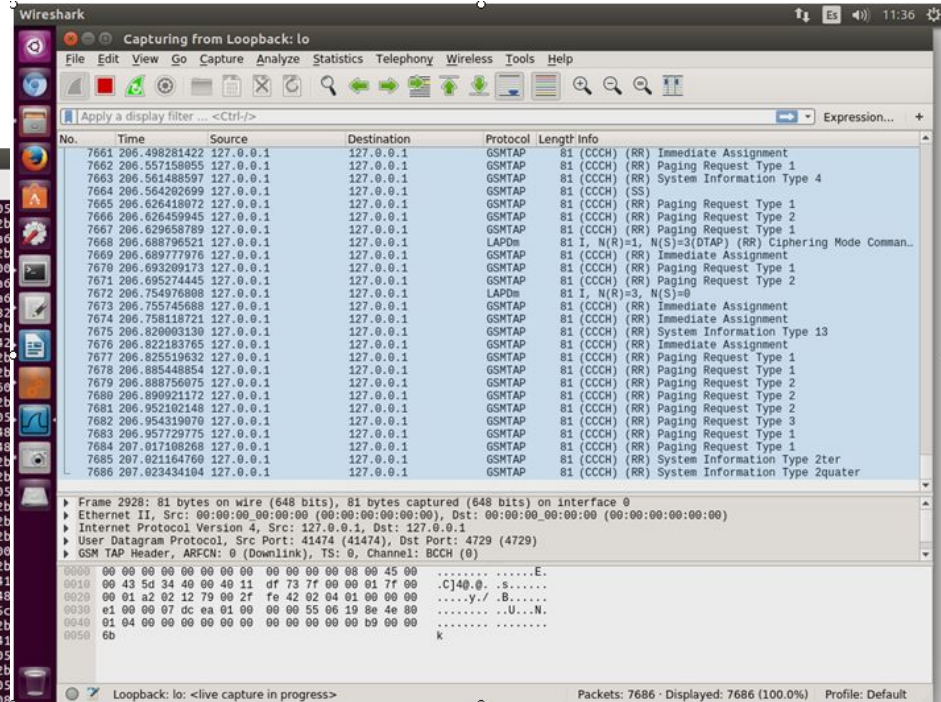 Wireshark
Es 11:36
Capturing from Loopback: lo
File Edit View Go Capture Analyze Statistics Telephony Wireless Tools Help
Apply a display filter ... <Ctrl-/> Expression... +
No. Time Source Destination Protocol Length Info
7661 206.498281422 127.0.0.1 127.0.0.1 GSMTAP 81 (CCCH) (RR) Immediate Assignment
7662 206.557158055 127.0.0.1 127.0.0.1 GSMTAP 81 (CCCH) (RR) Paging Request Type 1
7663 206.561488597 127.0.0.1 127.0.0.1 GSMTAP 81 (CCCH) (RR) System Information Type 4
7664 206.564202699 127.0.0.1 127.0.0.1 GSMTAP 81 (CCCH) (SS)
7665 206.626418072 127.0.0.1 127.0.0.1 GSMTAP 81 (CCCH) (RR) Paging Request Type 1
7666 206.626459945 127.0.0.1 127.0.0.1 GSMTAP 81 (CCCH) (RR) Paging Request Type 2
7667 206.629658789 127.0.0.1 127.0.0.1 GSMTAP 81 (CCCH) (RR) Paging Request Type 1
7668 206.688796521 127.0.0.1 127.0.0.1 LAPDm 81 I, N(R)=1, N(S)=3(DTAP) (RR) Ciphering Mode Comman...
7669 206.689777976 127.0.0.1 127.0.0.1 GSMTAP 81 (CCCH) (RR) Immediate Assignment
7670 206.693209173 127.0.0.1 127.0.0.1 GSMTAP 81 (CCCH) (RR) Paging Request Type 1
7671 206.695274445 127.0.0.1 127.0.0.1 GSMTAP 81 (CCCH) (RR) Paging Request Type 2
7672 206.754976808 127.0.0.1 127.0.0.1 LAPDm 81 I, N(R)=3, N(S)=0
7673 206.755745688 127.0.0.1 127.0.0.1 GSMTAP 81 (CCCH) (RR) Immediate Assignment
7674 206.758118721 127.0.0.1 127.0.0.1 GSMTAP 81 (CCCH) (RR) Immediate Assignment
7675 206.820003130 127.0.0.1 127.0.0.1 GSMTAP 81 (CCCH) (RR) System Information Type 13
7676 206.822183765 127.0.0.1 127.0.0.1 GSMTAP 81 (CCCH) (RR) Immediate Assignment
7677 206.825519632 127.0.0.1 127.0.0.1 GSMTAP 81 (CCCH) (RR) Paging Request Type 1
7678 206.885448854 127.0.0.1 127.0.0.1 GSMTAP 81 (CCCH) (RR) Paging Request Type 1
7679 206.888756075 127.0.0.1 127.0.0.1 GSMTAP 81 (CCCH) (RR) Paging Request Type 2
7680 206.890921172 127.0.0.1 127.0.0.1 GSMTAP 81 (CCCH) (RR) Paging Request Type 2
7681 206.952102148 127.0.0.1 127.0.0.1 GSMTAP 81 (CCCH) (RR) Paging Request Type 2
7682 206.954319070 127.0.0.1 127.0.0.1 GSMTAP 81 (CCCH) (RR) Paging Request Type 3
7683 206.957729775 127.0.0.1 127.0.0.1 GSMTAP 81 (CCCH) (RR) Paging Request Type 1
7684 207.017108268 127.0.0.1 127.0.0.1 GSMTAP 81 (CCCH) (RR) Paging Request Type 1
7685 207.021164760 127.0.0.1 127.0.0.1 GSMTAP 81 (CCCH) (RR) System Information Type 2ter
7686 207.023434104 127.0.0.1 127.0.0.1 GSMTAP 81 (CCCH) (RR) System Information Type 2quater
Frame 2928: 81 bytes on wire (648 bits), 81 bytes captured (648 bits) on interface 0
Ethernet II, Src: 00:00:00_00:00:00 (00:00:00:00:00:00), Dst: 00:00:00_00:00:00 (00:00:00:00:00:00)
Internet Protocol Version 4, Src: 127.0.0.1, Dst: 127.0.0.1
User Datagram Protocol, Src Port: 41474 (41474), Dst Port: 4729 (4729)
GSM TAP Header, ARFCN: 0 (Downlink), TS: 0, Channel: BCCH (0)
0000 00 00 00 00 00 00 00 00 00 00 00 00 08 00 45 00 ........ ......E.
0010 00 43 5d 34 40 00 40 11 df 73 7f 00 00 01 7f 00 .C]4@.@. .s......
0020 00 01 a2 02 12 79 00 2f fe 42 02 04 01 00 00 00 .....y./ .B......
0030 e1 00 00 07 dc ea 01 00 00 00 55 06 19 8e 4e 80 ........ ..U...N.
0040 01 04 00 00 00 00 00 00 00 00 00 00 00 b9 00 00 ........ ........
0050 6b k
Loopback: lo: <live capture in progress> Packets: 7686 · Displayed: 7686 (100.0%) Profile: Default